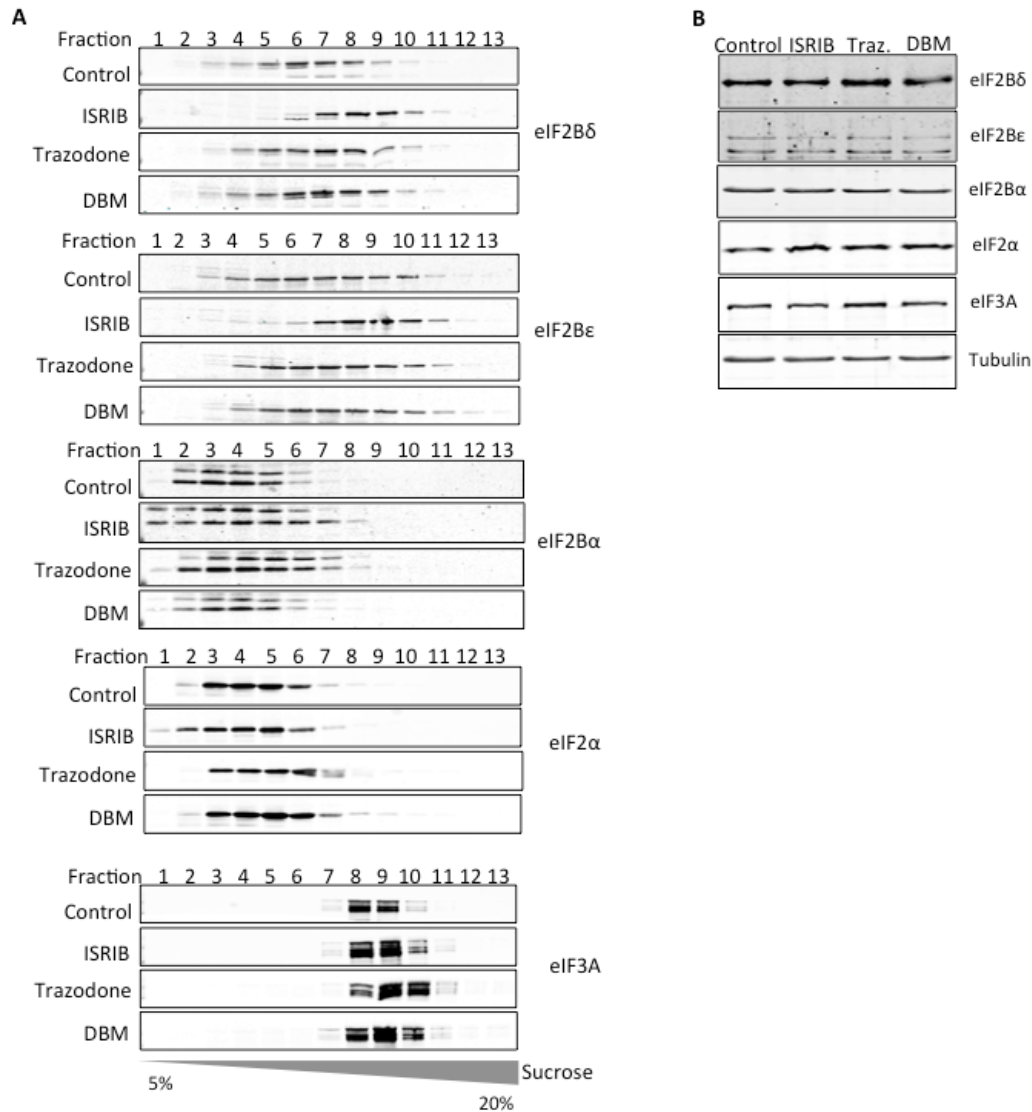 A
Fraction 1 2 3 4 5 6 7 8 9 10 11 12 13
Control
ISRIB
Trazodone
DBM
eIF2Bδ
Fraction 1 2 3 4 5 6 7 8 9 10 11 12 13
Control
ISRIB
Trazodone
DBM
eIF2Bε
Fraction 1 2 3 4 5 6 7 8 9 10 11 12 13
Control
ISRIB
Trazodone
DBM
eIF2Bα
Fraction 1 2 3 4 5 6 7 8 9 10 11 12 13
Control
ISRIB
Trazodone
DBM
eIF2α
Fraction 1 2 3 4 5 6 7 8 9 10 11 12 13
Control
ISRIB
Trazodone
DBM
eIF3A
Sucrose
5%
20%
B
Control ISRIB Traz. DBM
eIF2Bδ
eIF2Bε
eIF2Bα
eIF2α
eIF3A
Tubulin